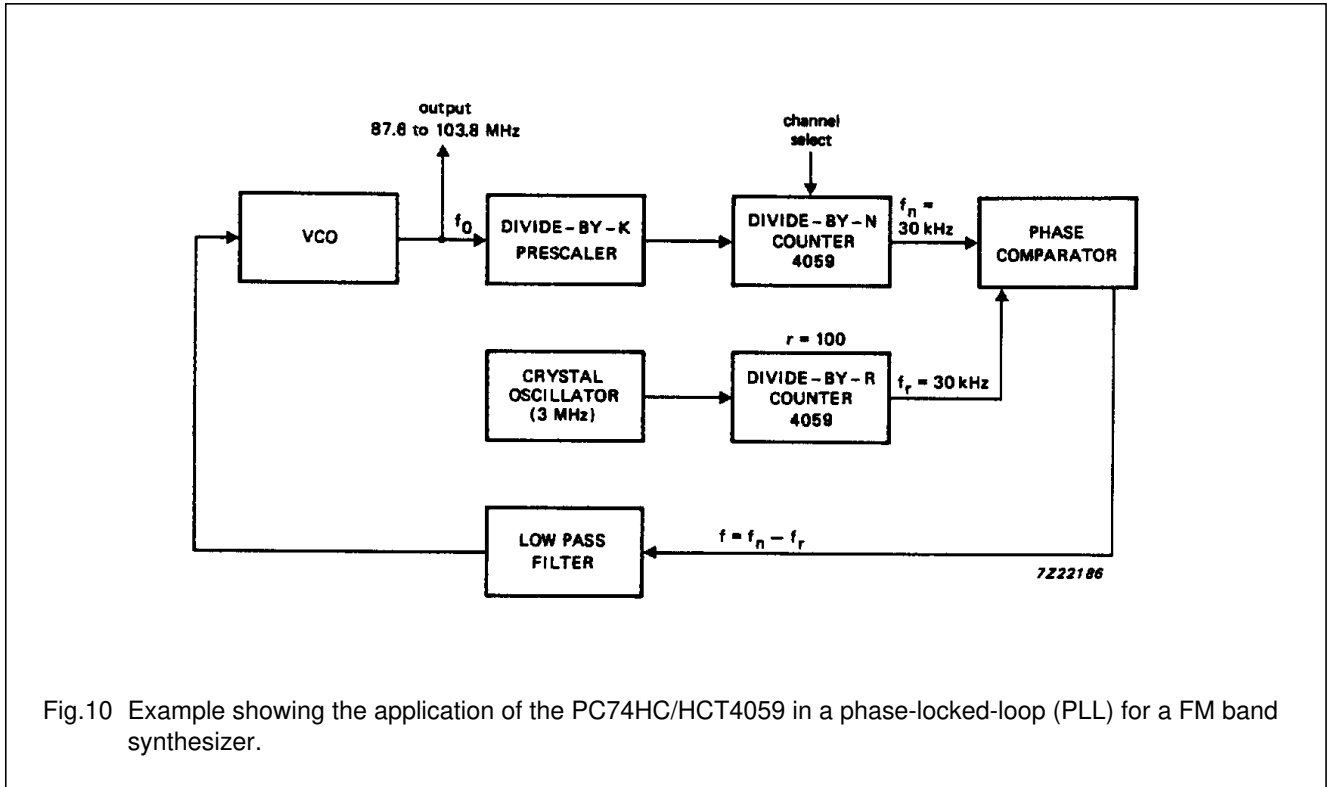 output
87.6 to 103.8 MHz
channel
select
VCO
f0
DIVIDE-BY-K
PRESCALER
DIVIDE-BY-N
COUNTER
4059
fn =
30 kHz
PHASE
COMPARATOR
CRYSTAL
OSCILLATOR
(3 MHz)
r = 100
DIVIDE-BY-R
COUNTER
4059
fr = 30 kHz
LOW PASS
FILTER
f = fn - fr
7Z22186
Fig.10 Example showing the application of the PC74HC/HCT4059 in a phase-locked-loop (PLL) for a FM band
synthesizer.